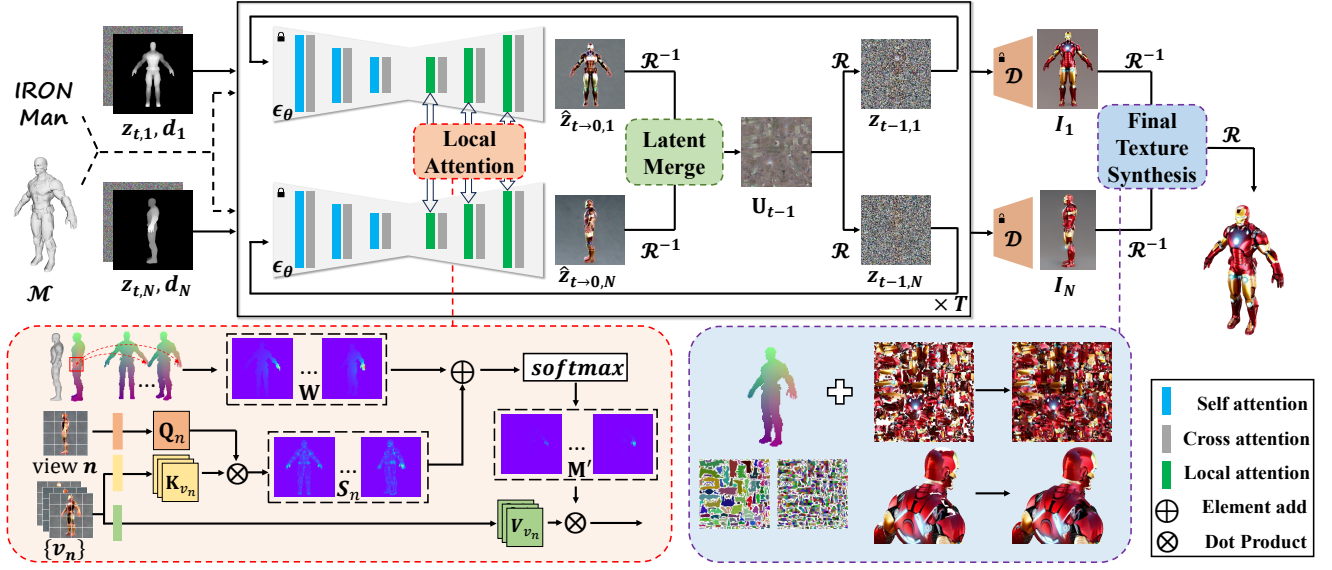 IRON
Man
ℳ
z_{t,1}, d_1
z_{t,N}, d_N
ϵ_θ
ϵ_θ
Local
Attention
ẑ_{t→0,1}
ẑ_{t→0,N}
ℛ^{-1}
ℛ^{-1}
Latent
Merge
U_{t-1}
ℛ
ℛ
z_{t-1,1}
z_{t-1,N}
× T
𝒟
𝒟
I_1
I_N
ℛ^{-1}
ℛ^{-1}
Final
Texture
Synthesis
ℛ
...
... W
softmax
view n
Q_n
K_{v_n}
... S_n
... M′
{v_n}
V_{v_n}
Self attention
Cross attention
Local attention
Element add
Dot Product